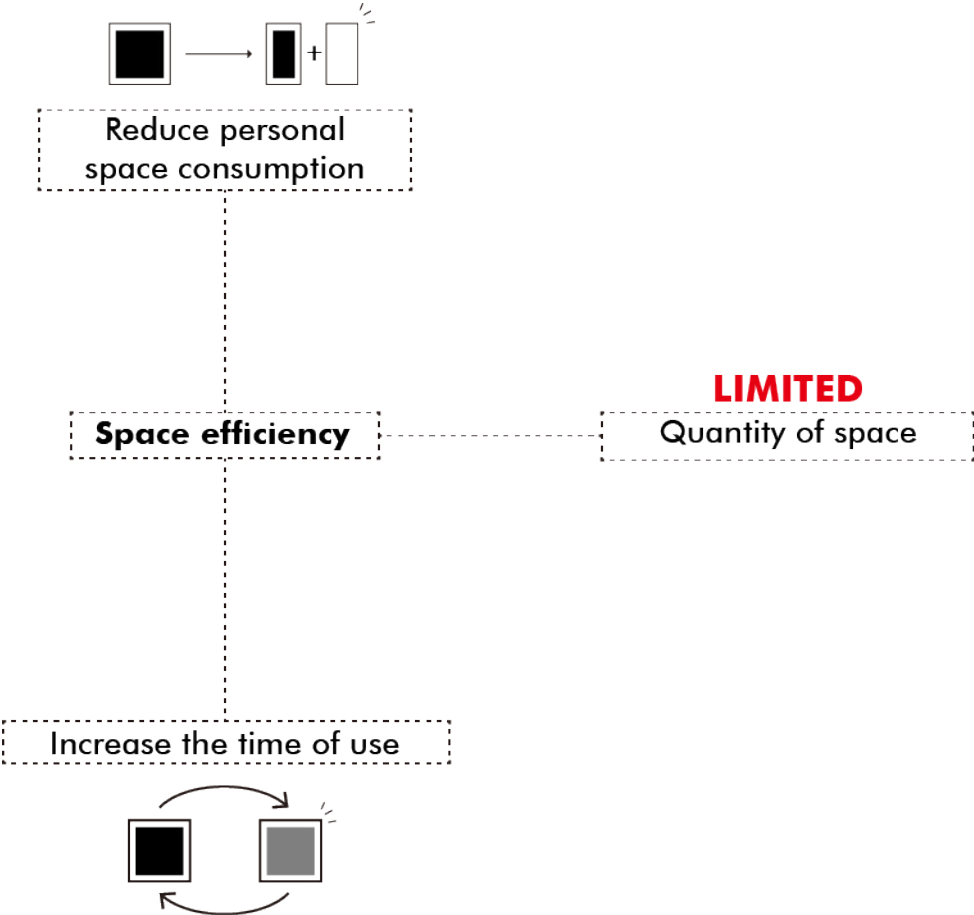 Reduce personal
space consumption
LIMITED
Space efficiency
Quantity of space
Increase the time of use